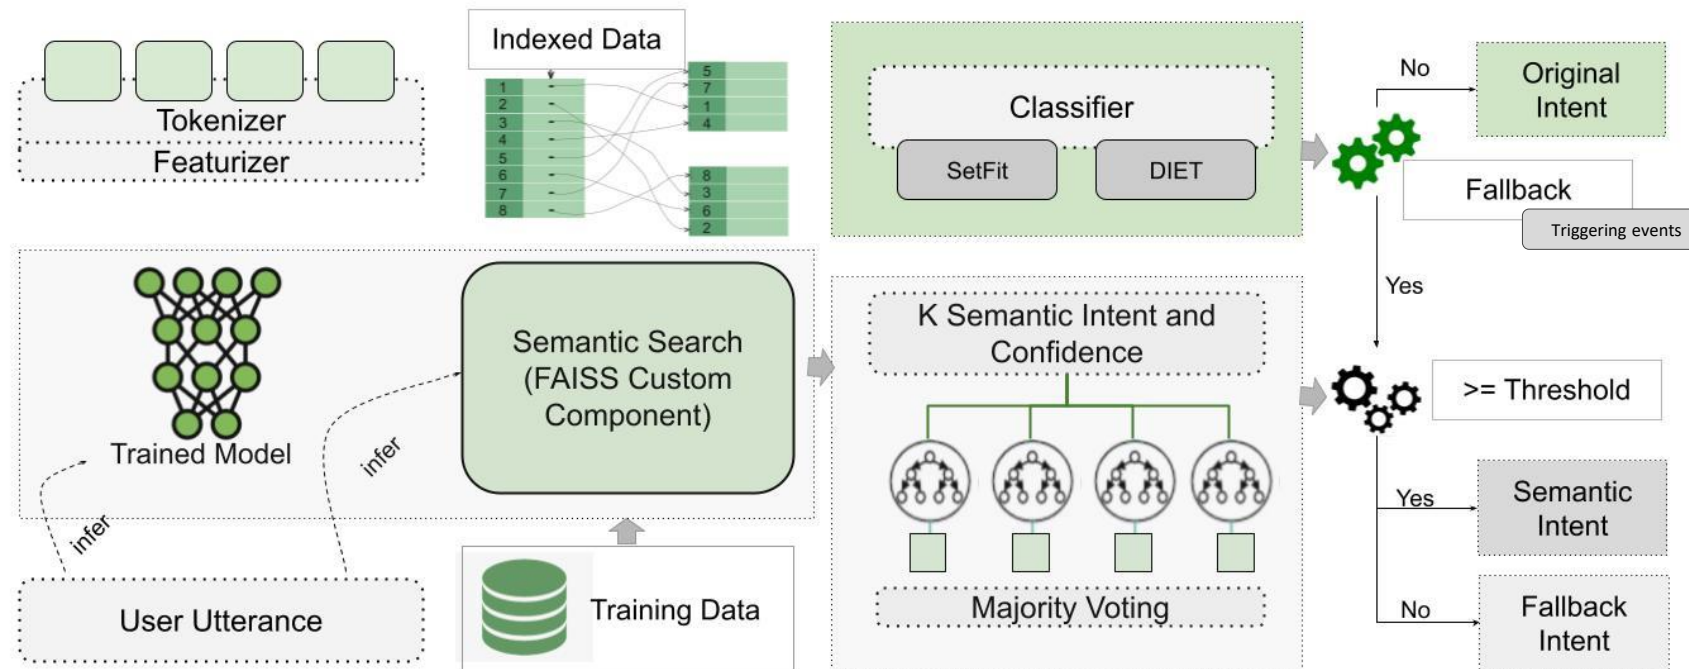 Tokenizer
Featurizer
Indexed Data
1
2
3
4
5
6
7
8
5
7
1
4
8
3
6
2
Classifier
SetFit
DIET
No
Original
Intent
Fallback
Triggering events
Yes
Trained Model
infer
infer
Semantic Search
(FAISS Custom
Component)
User Utterance
Training Data
K Semantic Intent and
Confidence
Majority Voting
>= Threshold
Yes
Semantic
Intent
No
Fallback
Intent